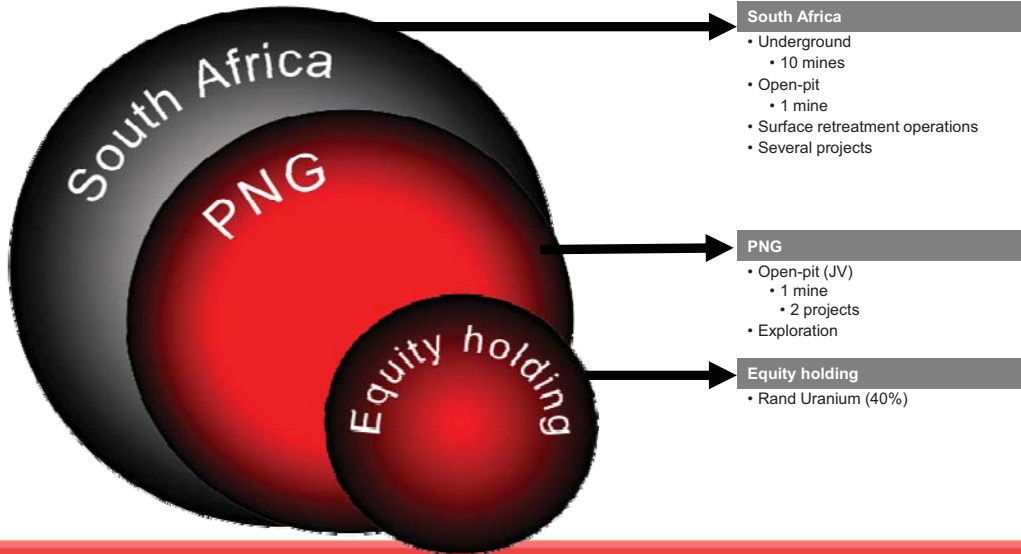 South Africa
PNG
Equity holding
South Africa
• Underground
• 10 mines
• Open-pit
• 1 mine
• Surface retreatment operations
• Several projects
PNG
• Open-pit (JV)
• 1 mine
• 2 projects
• Exploration
Equity holding
• Rand Uranium (40%)